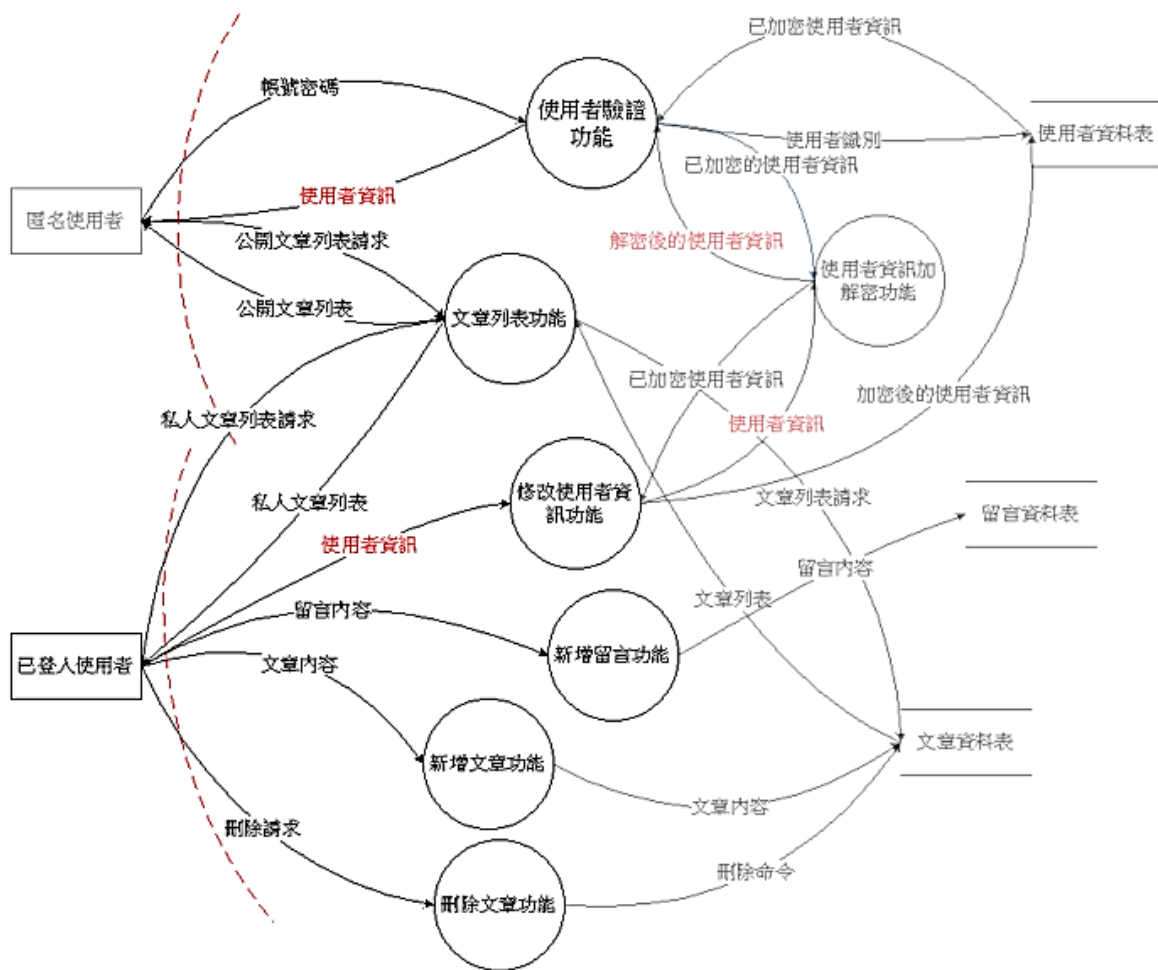 已加密使用者資訊
帳號密碼
使用者驗證
功能
使用者識別
使用者資料表
已加密的使用者資訊
使用者資訊
匿名使用者
公開文章列表請求
解密後的使用者資訊
使用者資訊加
解密功能
公開文章列表
文章列表功能
已加密使用者資訊
加密後的使用者資訊
私人文章列表請求
使用者資訊
私人文章列表
修改使用者資
訊功能
文章列表請求
留言資料表
使用者資訊
留言內容
文章列表
留言內容
新增留言功能
已登人使用者
文章內容
文章資料表
新增文章功能
文章內容
刪除請求
刪除命令
刪除文章功能